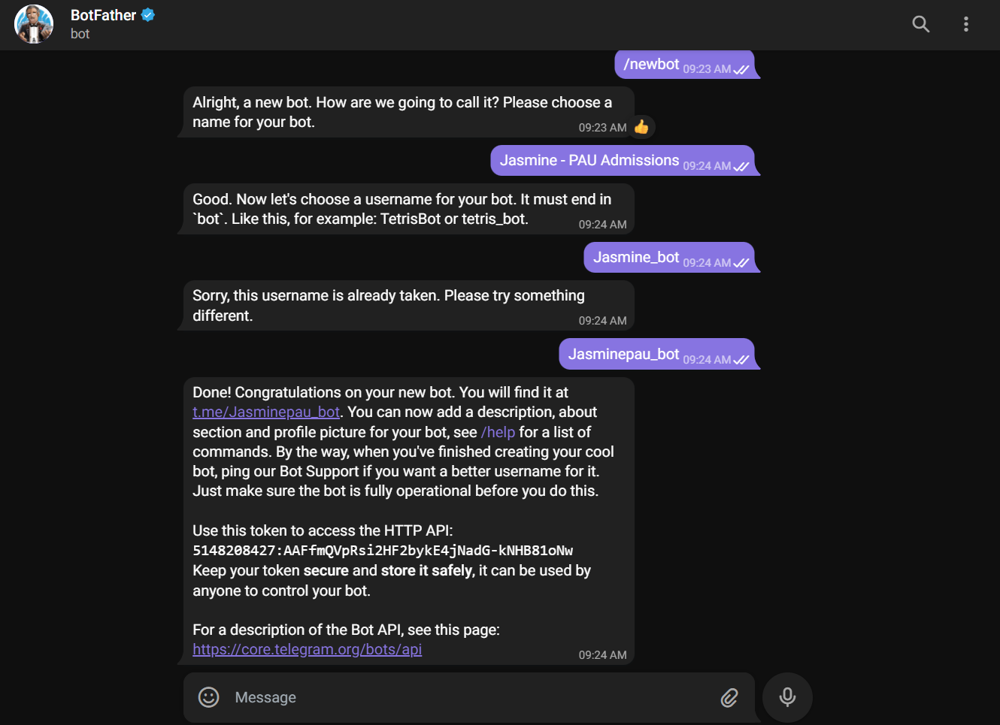 BotFather
bot
/newbot 09:23 AM
Alright, a new bot. How are we going to call it? Please choose a
name for your bot.
09:23 AM
Jasmine - PAU Admissions 09:24 AM
Good. Now let's choose a username for your bot. It must end in
`bot`. Like this, for example: TetrisBot or tetris_bot.
09:24 AM
Jasmine_bot 09:24 AM
Sorry, this username is already taken. Please try something
different.
09:24 AM
Jasminepau_bot 09:24 AM
Done! Congratulations on your new bot. You will find it at
t.me/Jasminepau_bot. You can now add a description, about
section and profile picture for your bot, see /help for a list of
commands. By the way, when you've finished creating your cool
bot, ping our Bot Support if you want a better username for it.
Just make sure the bot is fully operational before you do this.
Use this token to access the HTTP API:
5148208427:AAFfmQVpRsi2HF2bykE4jNadG-kNHB81oNw
Keep your token secure and store it safely, it can be used by
anyone to control your bot.
For a description of the Bot API, see this page:
https://core.telegram.org/bots/api
09:24 AM
Message